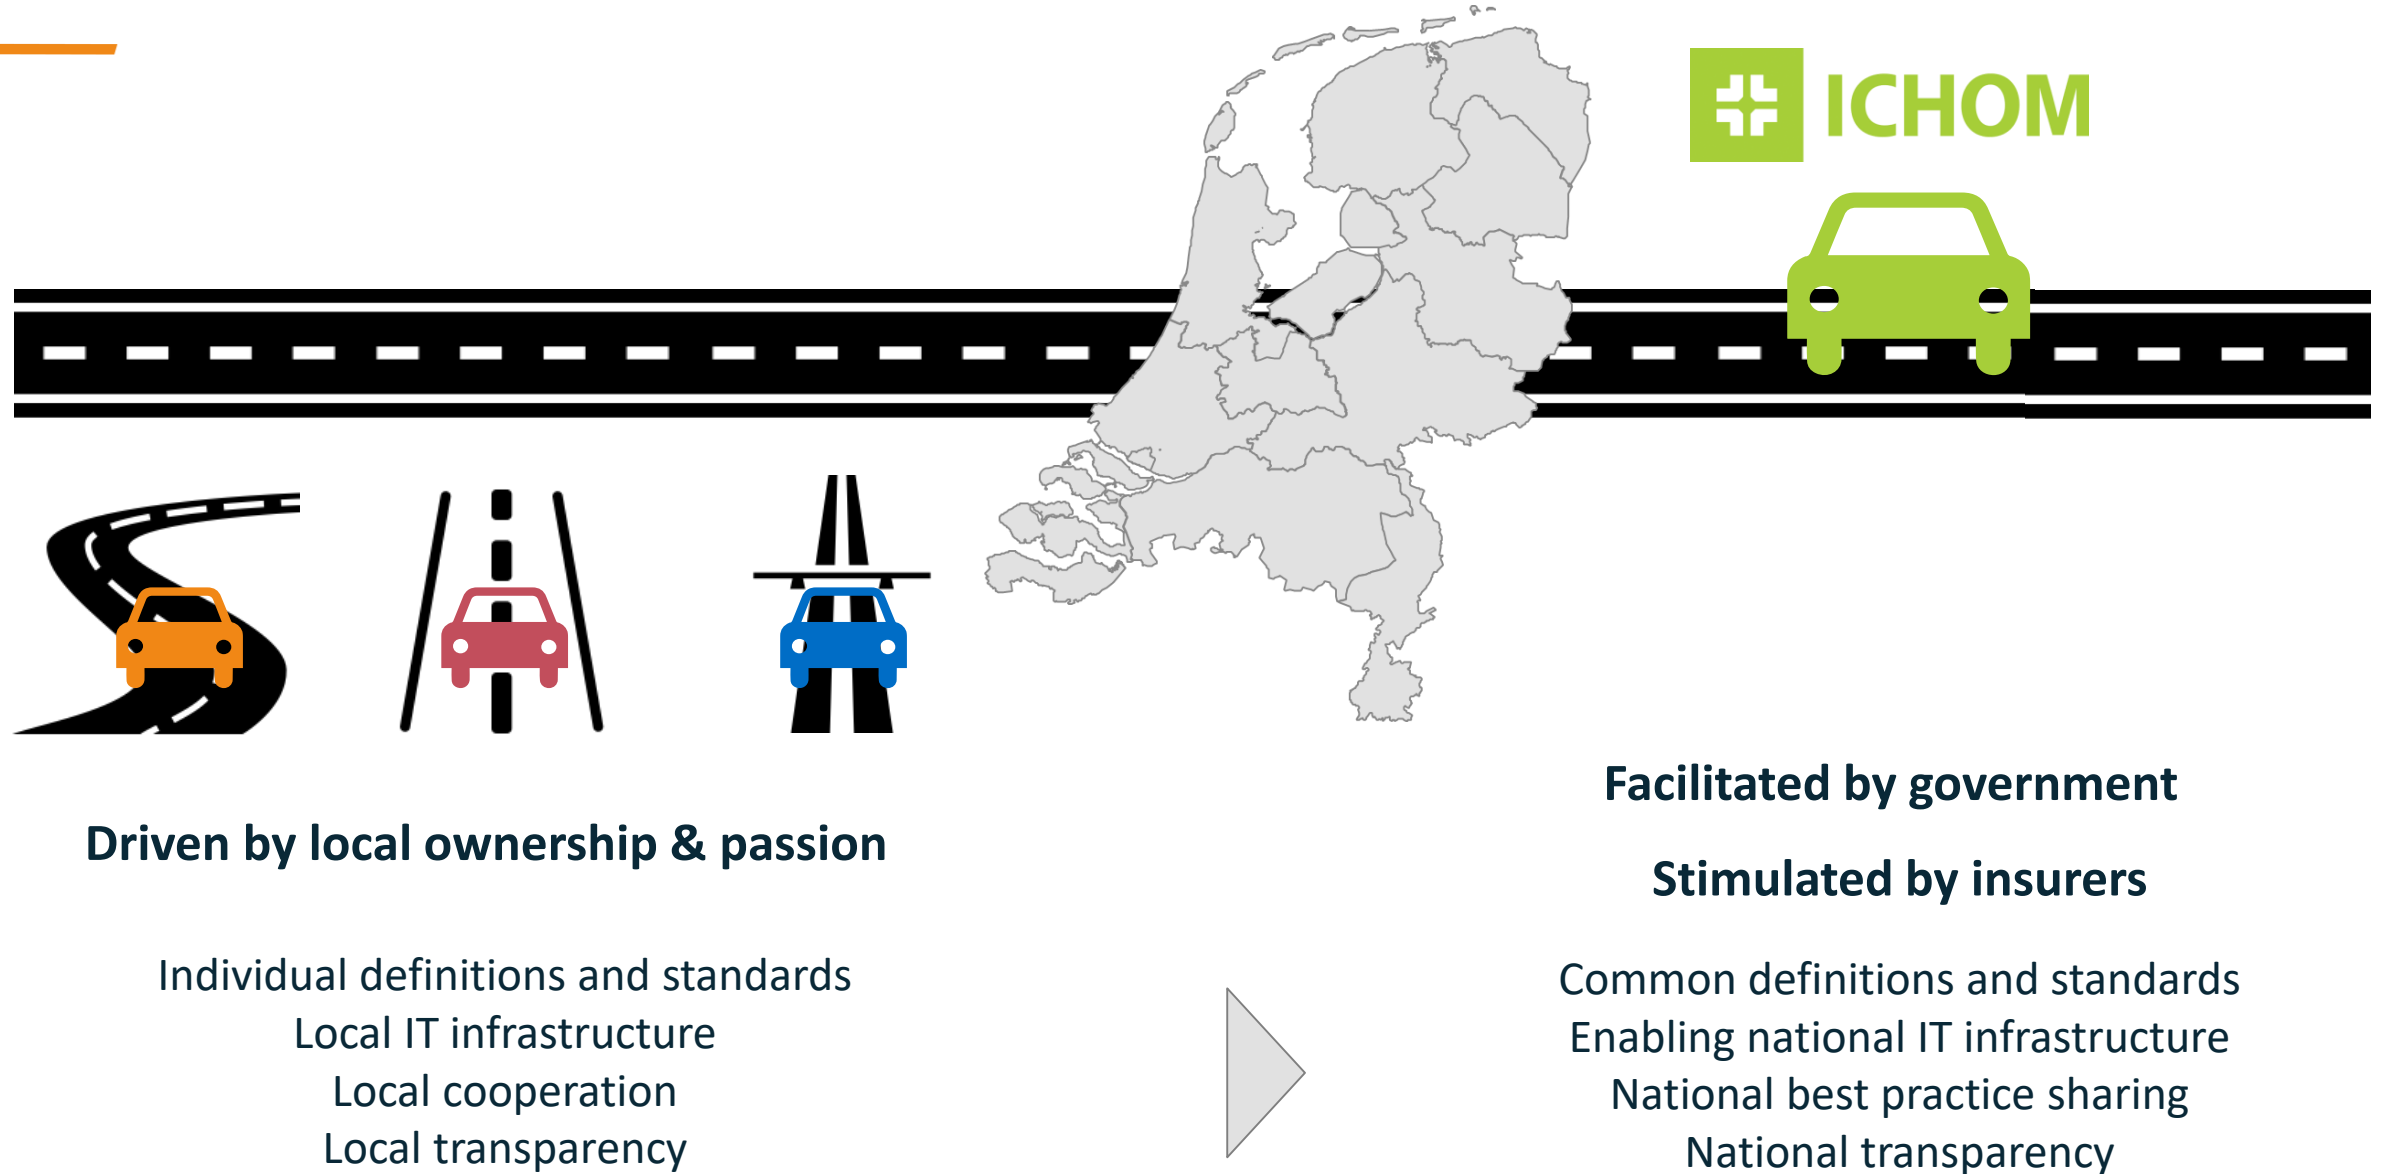 ICHOM
Driven by local ownership & passion
Individual definitions and standards
Local IT infrastructure
Local cooperation
Local transparency
Facilitated by government
Stimulated by insurers
Common definitions and standards
Enabling national IT infrastructure
National best practice sharing
National transparency